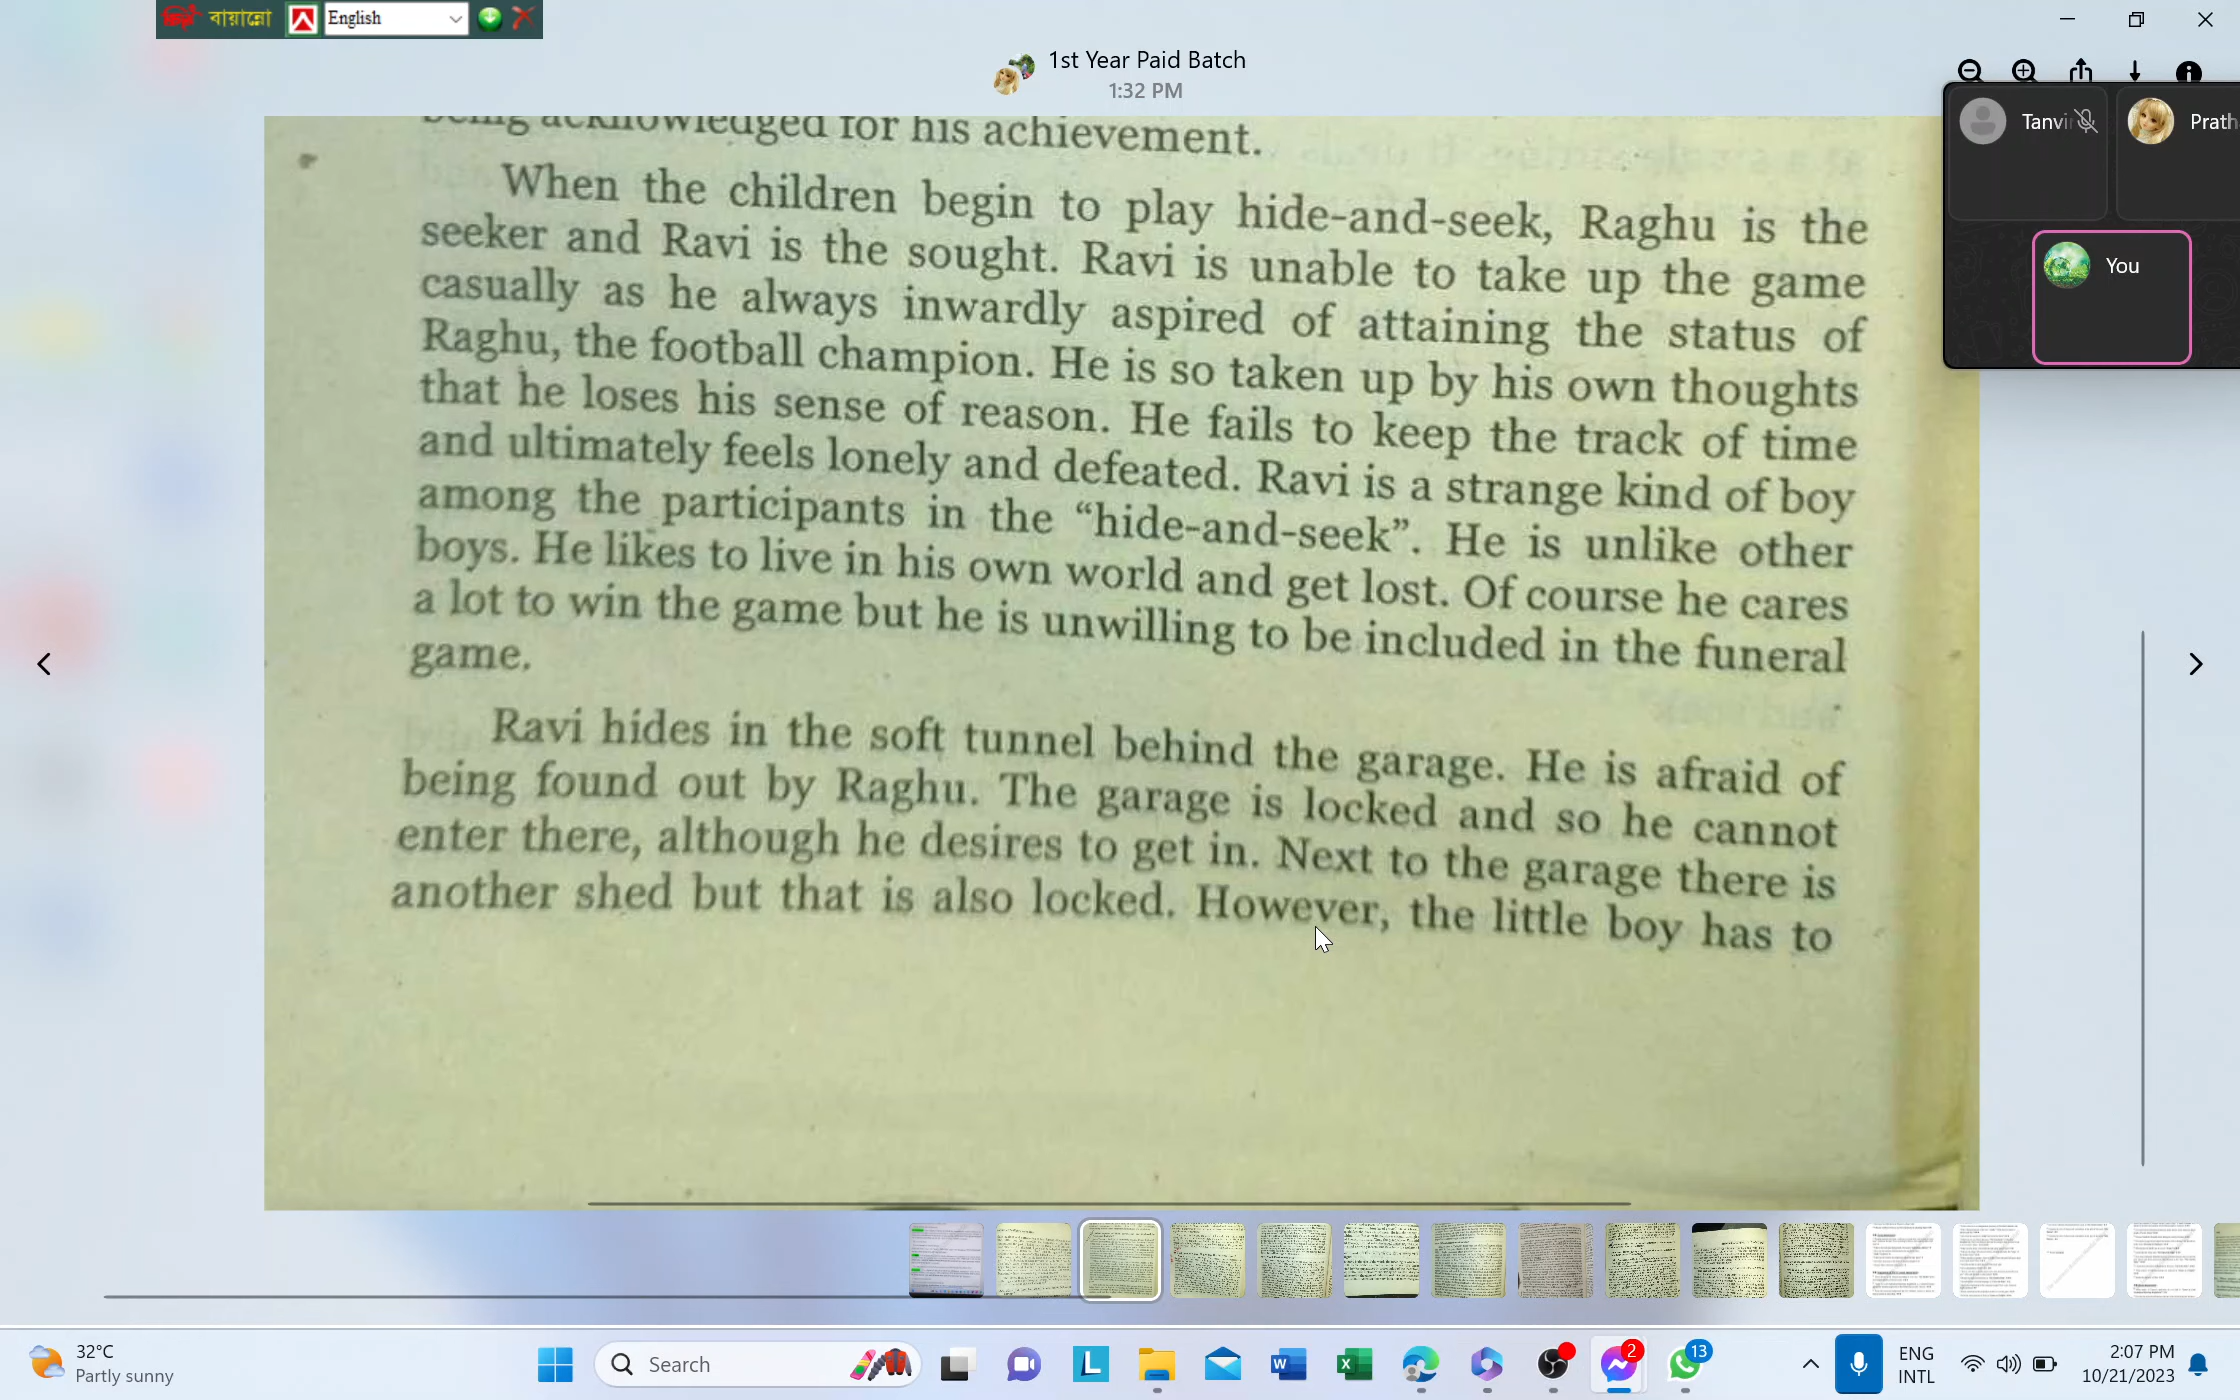 বায়ান্নো
English
1st Year Paid Batch
1:32 PM
Tanvi
Prath
You
being acknowledged for his achievement.
When the children begin to play hide-and-seek, Raghu is the
seeker and Ravi is the sought. Ravi is unable to take up the game
casually as he always inwardly aspired of attaining the status of
Raghu, the football champion. He is so taken up by his own thoughts
that he loses his sense of reason. He fails to keep the track of time
and ultimately feels lonely and defeated. Ravi is a strange kind of boy
among the participants in the “hide-and-seek”. He is unlike other
boys. He likes to live in his own world and get lost. Of course he cares
a lot to win the game but he is unwilling to be included in the funeral
game.
Ravi hides in the soft tunnel behind the garage. He is afraid of
being found out by Raghu. The garage is locked and so he cannot
enter there, although he desires to get in. Next to the garage there is
another shed but that is also locked. However, the little boy has to
32°C
Partly sunny
Search
2
13
ENG
INTL
2:07 PM
10/21/2023